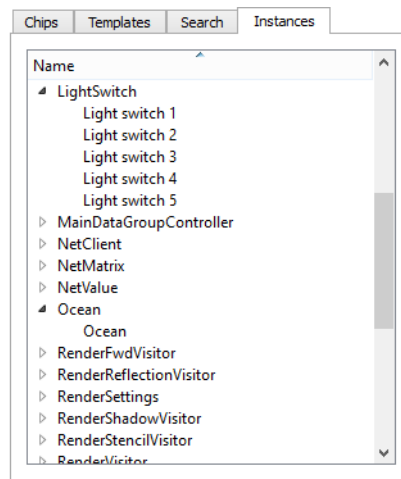 Chips Templates Search Instances
Name
LightSwitch
Light switch 1
Light switch 2
Light switch 3
Light switch 4
Light switch 5
MainDataGroupController
NetClient
NetMatrix
NetValue
Ocean
Ocean
RenderFwdVisitor
RenderReflectionVisitor
RenderSettings
RenderShadowVisitor
RenderStencilVisitor
RenderVisitor